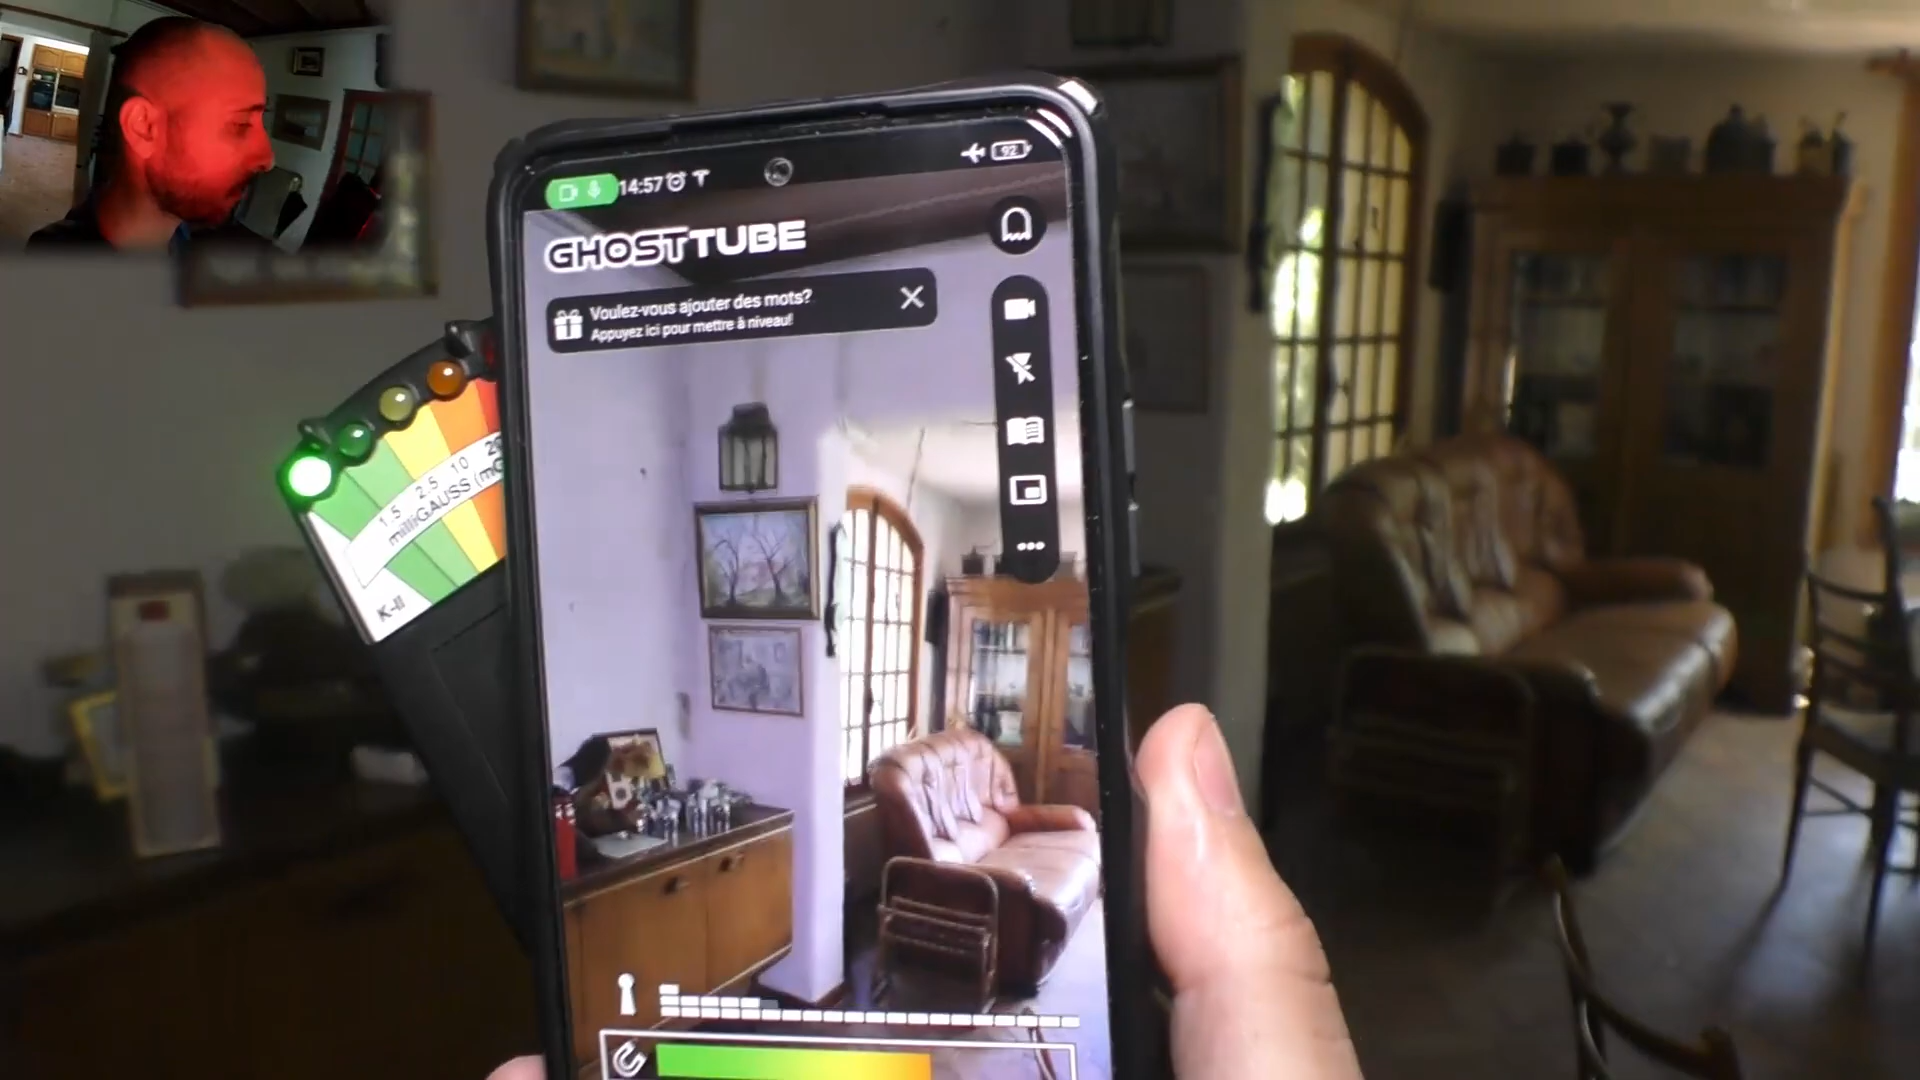 14:57
92
GHOSTTUBE
Voulez-vous ajouter des mots?
Appuyez ici pour mettre à niveau!
1.5 2.5 10 20
milliGAUSS (mG
K-II